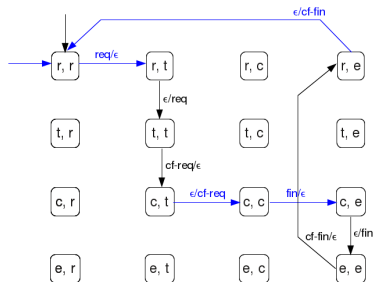 ϵ/cf-fin
req/ϵ
r, r
r, t
r, c
r, e
ϵ/req
t, r
t, t
t, c
t, e
cf-req/ϵ
ϵ/cf-req
fin/ϵ
c, r
c, t
c, c
c, e
cf-fin/ϵ
ϵ/fin
e, r
e, t
e, c
e, e